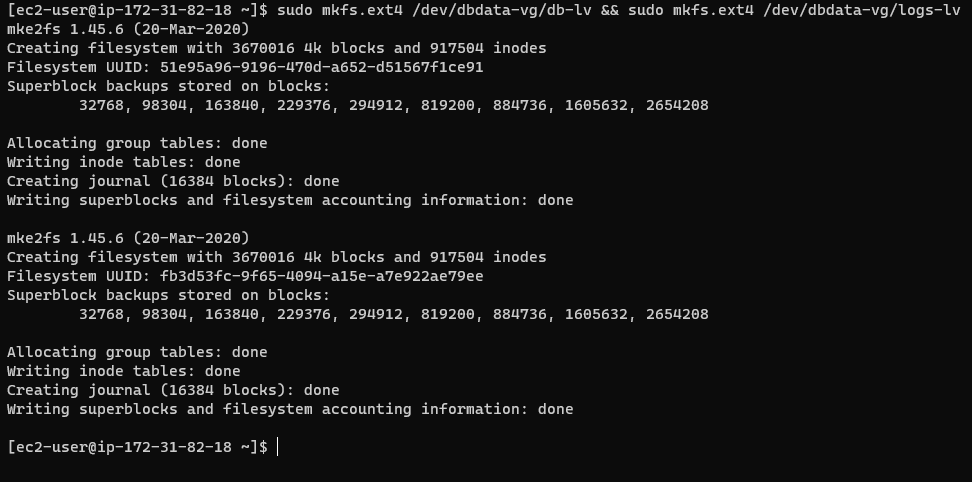 [ec2-user@ip-172-31-82-18 ~]$ sudo mkfs.ext4 /dev/dbdata-vg/db-lv && sudo mkfs.ext4 /dev/dbdata-vg/logs-lv
mke2fs 1.45.6 (20-Mar-2020)
Creating filesystem with 3670016 4k blocks and 917504 inodes
Filesystem UUID: 51e95a96-9196-470d-a652-d51567f1ce91
Superblock backups stored on blocks:
        32768, 98304, 163840, 229376, 294912, 819200, 884736, 1605632, 2654208

Allocating group tables: done
Writing inode tables: done
Creating journal (16384 blocks): done
Writing superblocks and filesystem accounting information: done

mke2fs 1.45.6 (20-Mar-2020)
Creating filesystem with 3670016 4k blocks and 917504 inodes
Filesystem UUID: fb3d53fc-9f65-4094-a15e-a7e922ae79ee
Superblock backups stored on blocks:
        32768, 98304, 163840, 229376, 294912, 819200, 884736, 1605632, 2654208

Allocating group tables: done
Writing inode tables: done
Creating journal (16384 blocks): done
Writing superblocks and filesystem accounting information: done

[ec2-user@ip-172-31-82-18 ~]$